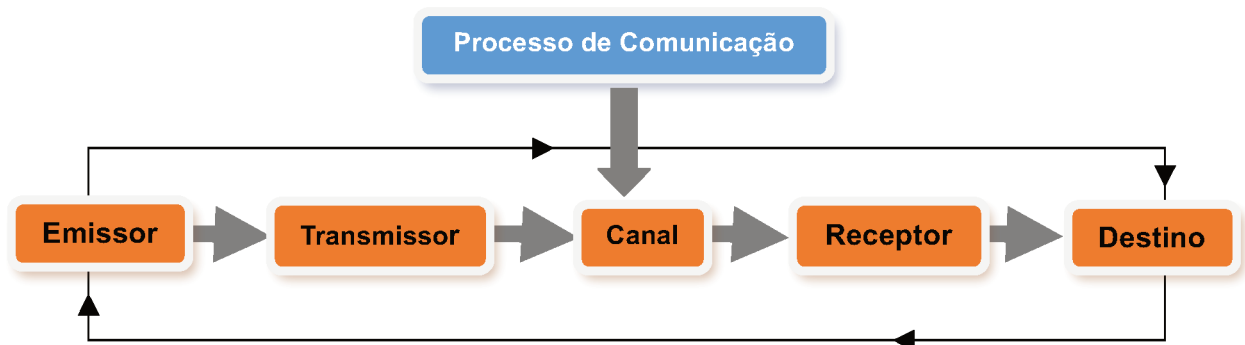 Processo de Comunicação
Emissor
Transmissor
Canal
Receptor
Destino